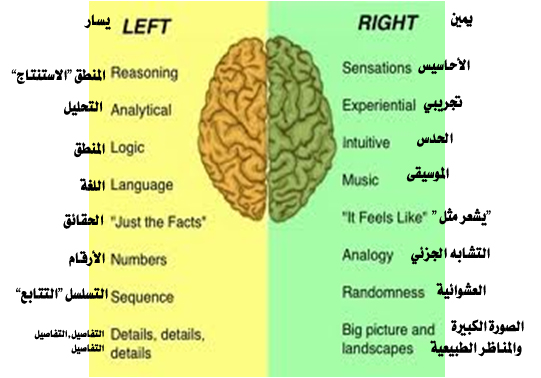 يسار LEFT
المنطق "الاستنتاج" Reasoning
التحليل Analytical
المنطق Logic
اللغة Language
الحقائق "Just the Facts"
الأرقام Numbers
التسلسل "التتابع" Sequence
التفاصيل,التفاصيل Details, details,
التفاصيل details
RIGHT يمين
Sensations الأحاسيس
Experiential تجريبي
Intuitive الحدس
Music الموسيقى
"It Feels Like" "يشعر مثل"
Analogy التشابه الجزئي
Randomness العشوائية
Big picture and الصورة الكبيرة
landscapes والمناظر الطبيعية